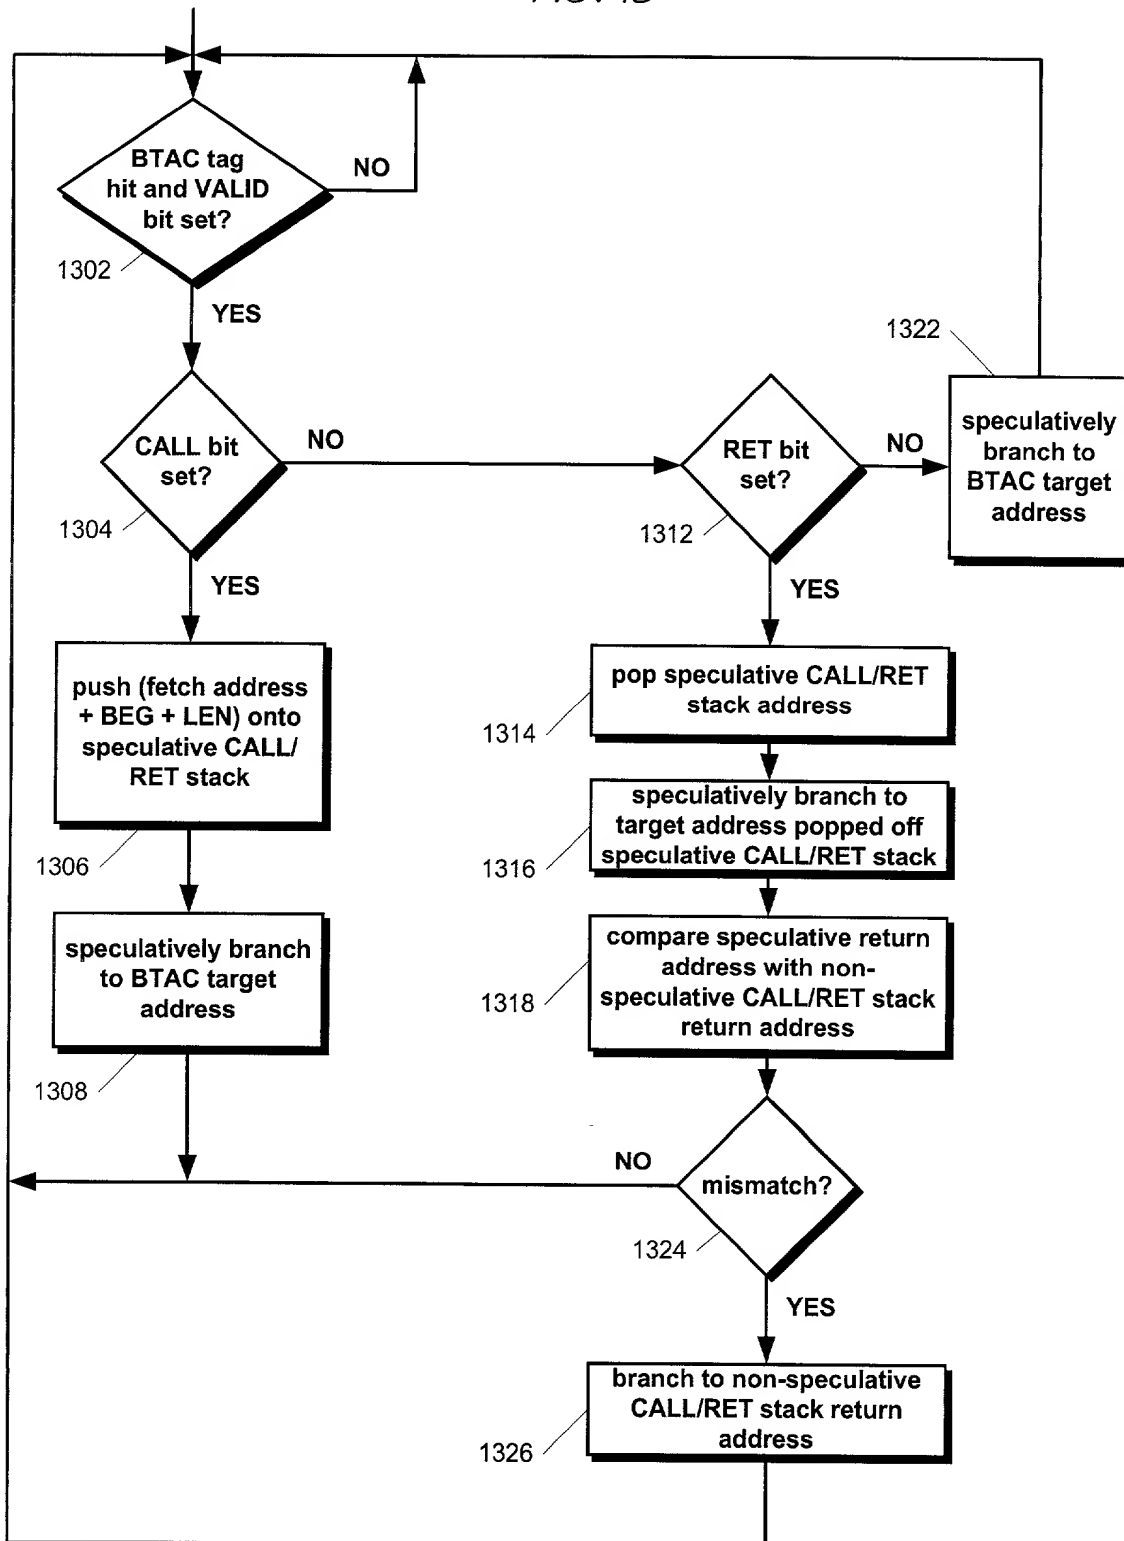 BTAC tag
hit and VALID
bit set?
NO
1302
YES
1322
CALL bit
set?
NO
RET bit
set?
NO
speculatively
branch to
BTAC target
address
1304
1312
YES
YES
push (fetch address
+ BEG + LEN) onto
speculative CALL/
RET stack
pop speculative CALL/RET
stack address
1314
speculatively branch to
target address popped off
speculative CALL/RET stack
1306
1316
speculatively branch
to BTAC target
address
compare speculative return
address with non-
speculative CALL/RET stack
return address
1318
1308
NO
mismatch?
1324
YES
branch to non-speculative
CALL/RET stack return
address
1326